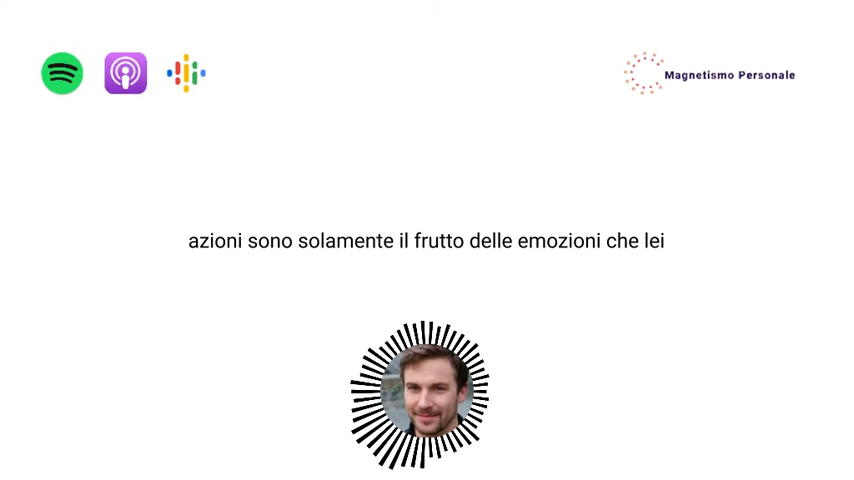 Magnetismo Personale
azioni sono solamente il frutto delle emozioni che lei